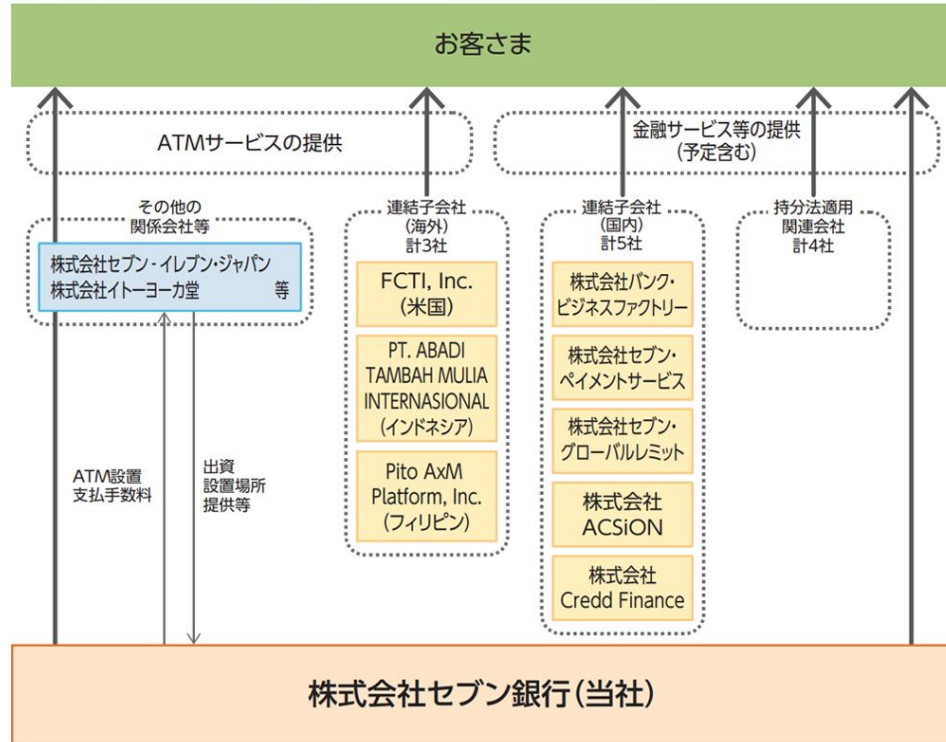 お客さま
ATMサービスの提供
金融サービス等の提供
(予定含む)
その他の
関係会社等
株式会社セブン-イレブン・ジャパン
株式会社イトーヨーカ堂 等
連結子会社
(海外)
計3社
FCTI, Inc.
(米国)
PT. ABADI
TAMBAH MULIA
INTERNASIONAL
(インドネシア)
Pito AxM
Platform, Inc.
(フィリピン)
連結子会社
(国内)
計5社
株式会社バンク・
ビジネスファクトリー
株式会社セブン・
ペイメントサービス
株式会社セブン・
グローバルレミット
株式会社
ACSiON
株式会社
Credd Finance
持分法適用
関連会社
計4社
ATM設置
支払手数料
出資
設置場所
提供等
株式会社セブン銀行(当社)